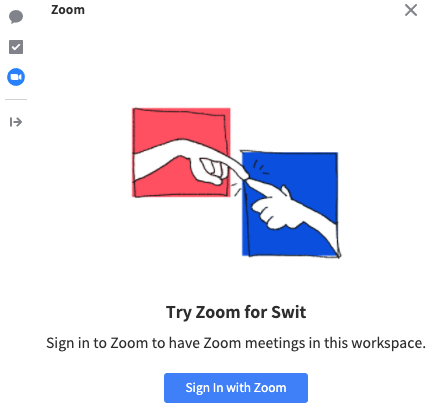 Zoom
Try Zoom for Swit
Sign in to Zoom to have Zoom meetings in this workspace.
Sign In with Zoom